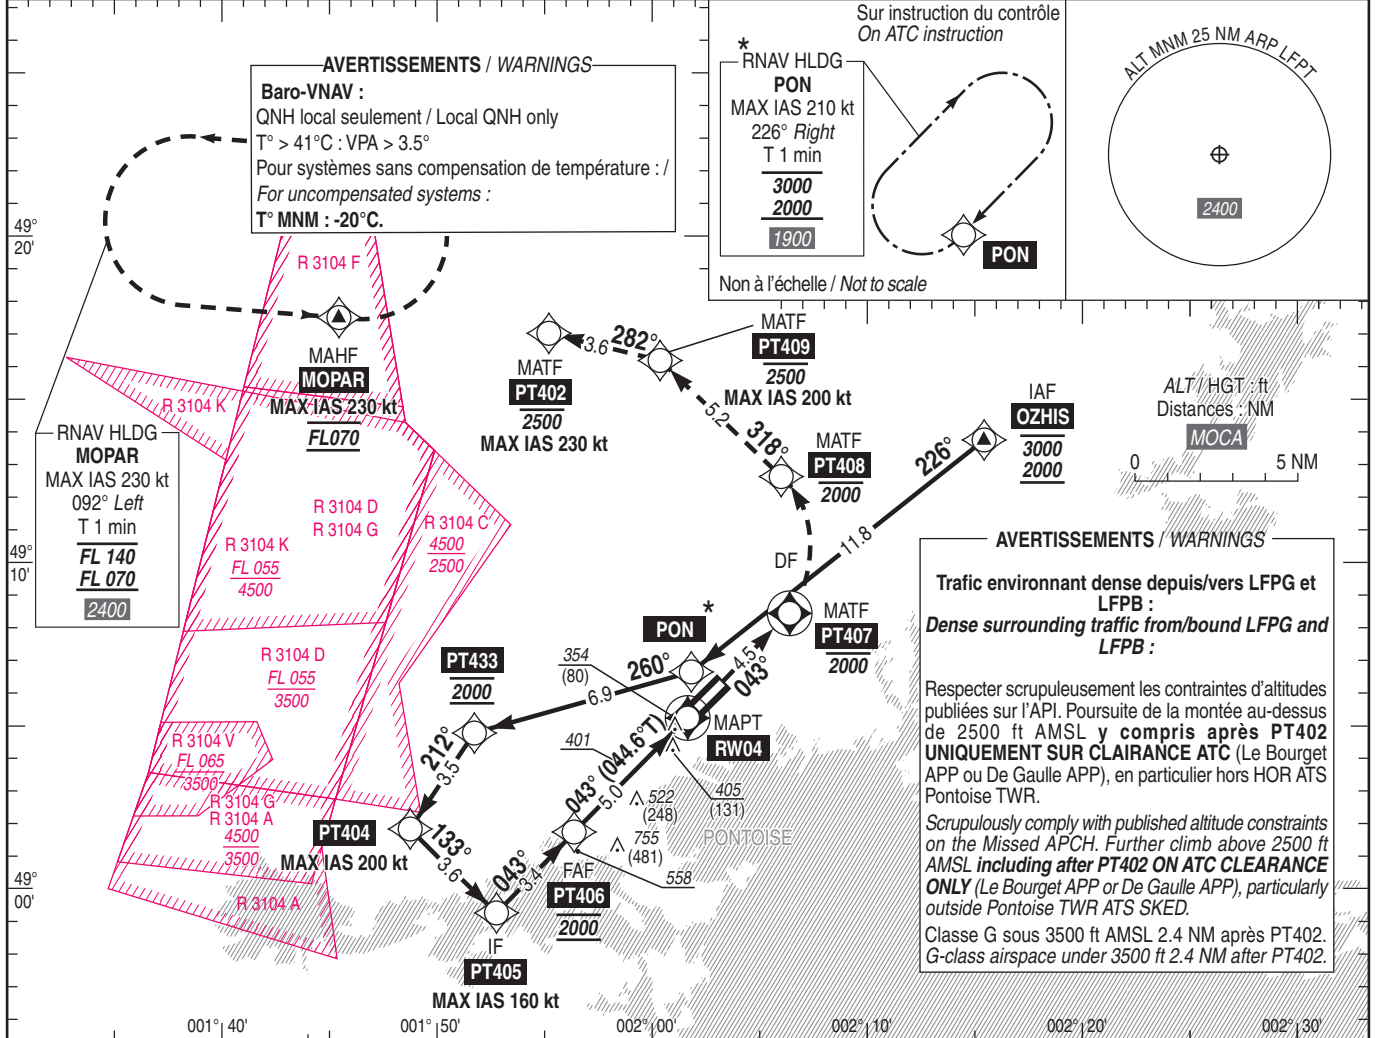 AVERTISSEMENTS / WARNINGS
Baro-VNAV :
QNH local seulement / Local QNH only
T° > 41°C : VPA > 3.5°
Pour systèmes sans compensation de température : /
For uncompensated systems :
T° MNM : -20°C.
Sur instruction du contrôle
On ATC instruction
*
RNAV HLDG
PON
MAX IAS 210 kt
226° Right
T 1 min
3000
2000
1900
PON
Non à l'échelle / Not to scale
ALT MNM 25 NM ARP LFPT
2400
49°
20'
R 3104 F
MAHF
MOPAR
MAX IAS 230 kt
FL070
R 3104 K
RNAV HLDG
MOPAR
MAX IAS 230 kt
092° Left
T 1 min
FL 140
FL 070
2400
3.6
282°
MATF
PT402
2500
MAX IAS 230 kt
MATF
PT409
2500
MAX IAS 200 kt
5.2
318°
MATF
PT408
2000
226°
IAF
OZHIS
3000
2000
11.8
ALT / HGT : ft
Distances : NM
MOCA
0 5 NM
R 3104 D
R 3104 G
R 3104 C
4500
2500
R 3104 K
FL 055
4500
49°
10'
DF
MATF
PT407
2000
*
PON
354
(80)
260°
6.9
4.5
043°
PT433
2000
R 3104 D
FL 055
3500
MAPT
RW04
401
405
(131)
522
(248)
755
(481)
558
PONTOISE
212°
3.5
R 3104 V
FL 065
3500
R 3104 G
R 3104 A
4500
3500
R 3104 A
PT404
MAX IAS 200 kt
133°
3.6
043° (044.6°T)
5.0
043°
3.4
FAF
PT406
2000
IF
PT405
MAX IAS 160 kt
AVERTISSEMENTS / WARNINGS
Trafic environnant dense depuis/vers LFPG et
LFPB :
Dense surrounding traffic from/bound LFPG and
LFPB :
Respecter scrupuleusement les contraintes d'altitudes
publiées sur l'API. Poursuite de la montée au-dessus
de 2500 ft AMSL y compris après PT402
UNIQUEMENT SUR CLAIRANCE ATC (Le Bourget
APP ou De Gaulle APP), en particulier hors HOR ATS
Pontoise TWR.
Scrupulously comply with published altitude constraints
on the Missed APCH. Further climb above 2500 ft
AMSL including after PT402 ON ATC CLEARANCE
ONLY (Le Bourget APP or De Gaulle APP), particularly
outside Pontoise TWR ATS SKED.
Classe G sous 3500 ft AMSL 2.4 NM après PT402.
G-class airspace under 3500 ft 2.4 NM after PT402.
49°
00'
001° 40'
001° 50'
002° 00'
002° 10'
002° 20'
002° 30'